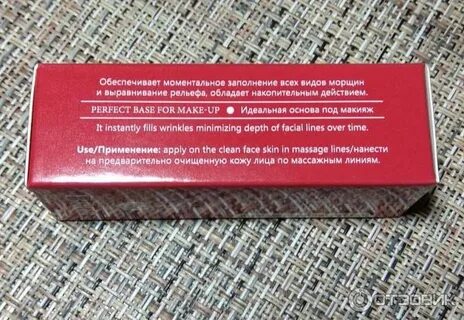 Обеспечивает моментальное заполнение всех видов морщин
и выравнивание рельефа, обладает накопительным действием.
PERFECT BASE FOR MAKE-UP ● Идеальная основа под макияж
It instantly fills wrinkles minimizing depth of facial lines over time.
Use/Применение: apply on the clean face skin in massage lines/нанести
на предварительно очищенную кожу лица по массажным линиям.
ОТЗОВИК